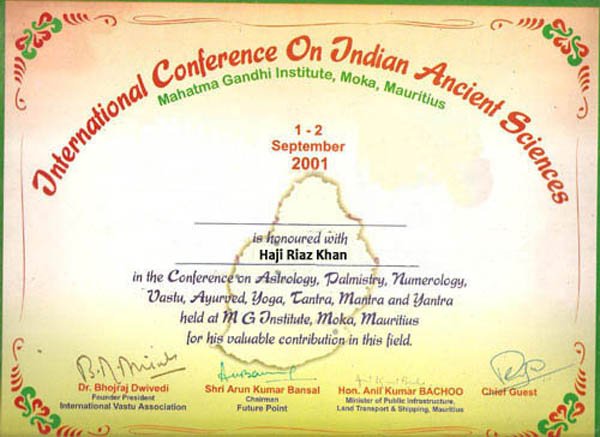 International Conference On Indian Ancient Sciences
Mahatma Gandhi Institute, Moka, Mauritius
1 - 2
September
2001
is honoured with
Haji Riaz Khan
in the Conference on Astrology, Palmistry, Numerology,
Vastu, Ayurved, Yoga, Tantra, Mantra and Yantra
held at M G Institute, Moka, Mauritius
for his valuable contribution in this field.
Dr. Bhojraj Dwivedi
Founder President
International Vastu Association
Shri Arun Kumar Bansal
Chairman
Future Point
Hon. Anil Kumar BACHOO
Minister of Public Infrastructure,
Land Transport & Shipping, Mauritius
Chief Guest